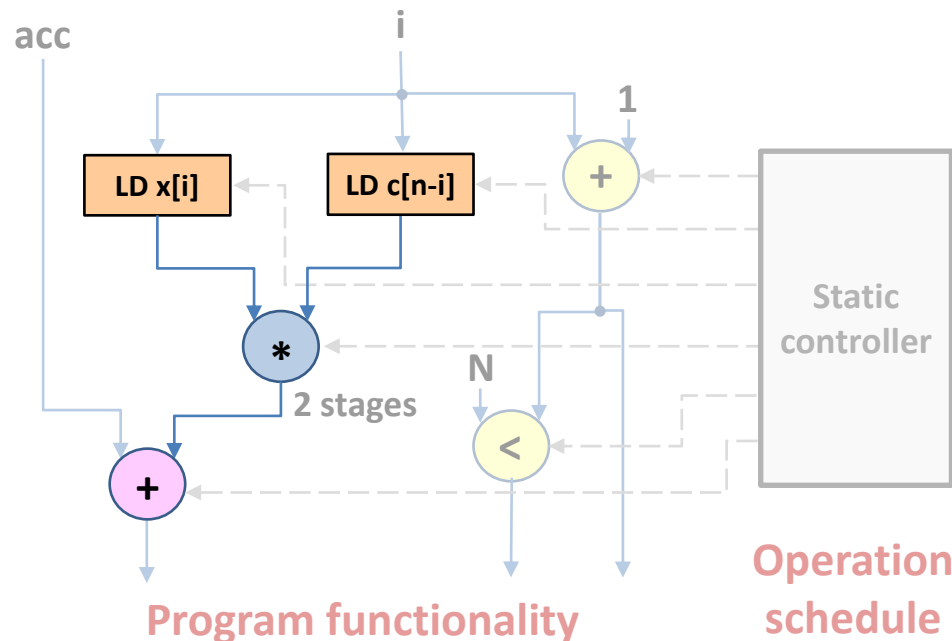 acc
i
1
LD x[i]
LD c[n-i]
+
Static
controller
*
N
2 stages
<
+
Program functionality
Operation
schedule